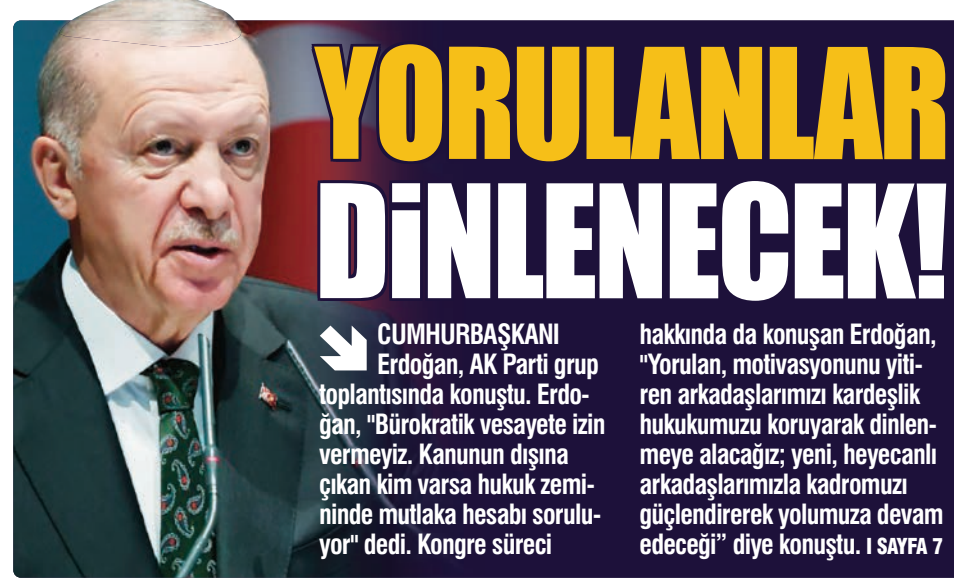 YORULANLAR
DiNLENECEK!
CUMHURBAŞKANI
Erdoğan, AK Parti grup
toplantısında konuştu. Erdo-
ğan, "Bürokratik vesayete izin
vermeyiz. Kanunun dışına
çıkan kim varsa hukuk zemi-
ninde mutlaka hesabı sorulu-
yor" dedi. Kongre süreci
hakkında da konuşan Erdoğan,
"Yorulan, motivasyonunu yiti-
ren arkadaşlarımızı kardeşlik
hukukumuzu koruyarak dinlen-
meye alacağız; yeni, heyecanlı
arkadaşlarımızla kadromuzı
güçlendirerek yolumuza devam
edeceği” diye konuştu. I SAYFA 7